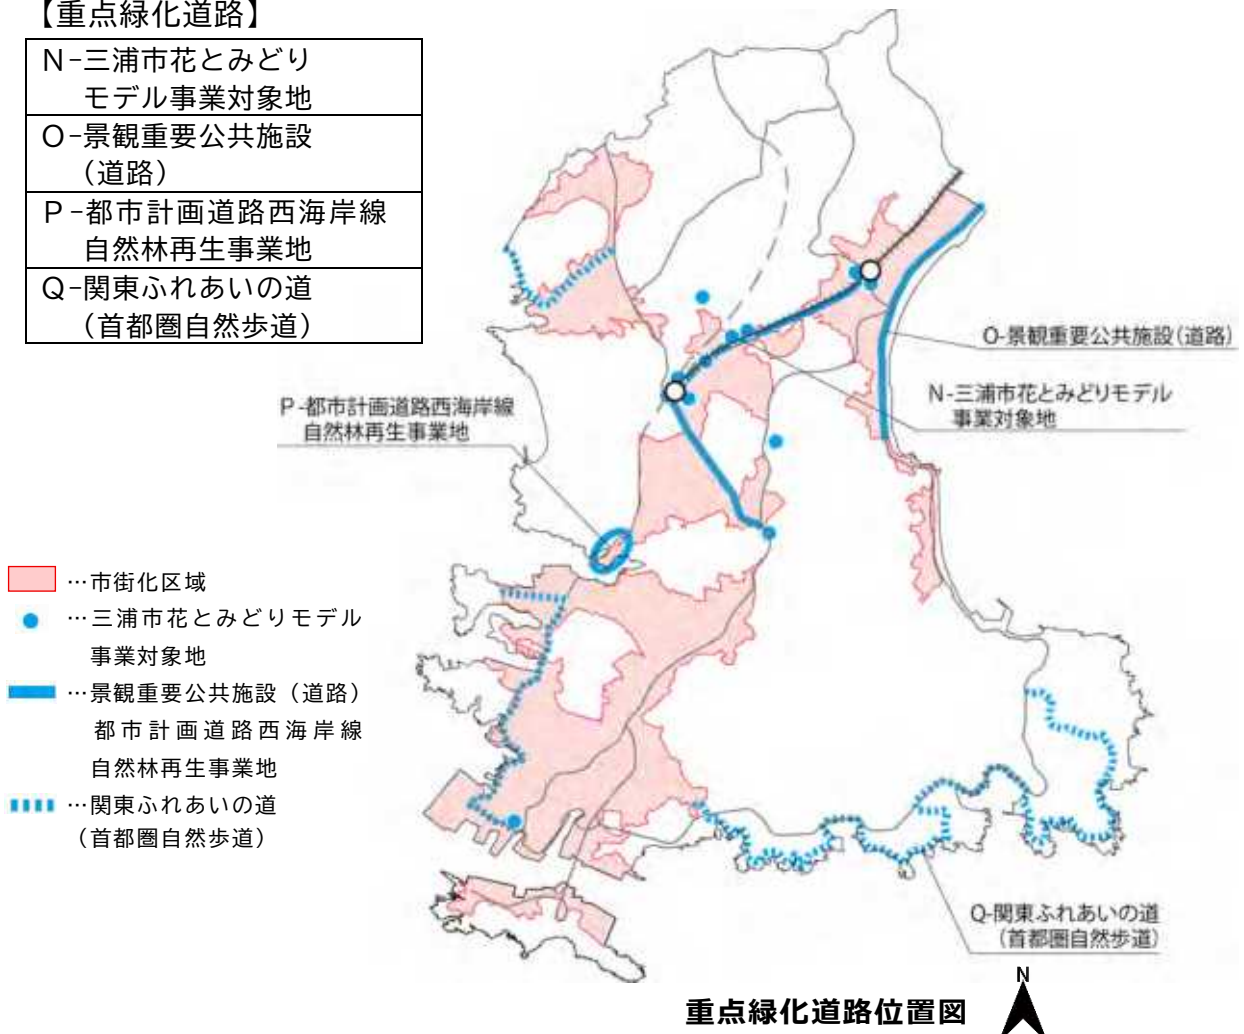 【重点緑化道路】
N-三浦市花とみどり
モデル事業対象地
O-景観重要公共施設
(道路)
P-都市計画道路西海岸線
自然林再生事業地
Q-関東ふれあいの道
(首都圏自然歩道)
O-景観重要公共施設(道路)
N-三浦市花とみどりモデル
事業対象地
P-都市計画道路西海岸線
自然林再生事業地
…市街化区域
…三浦市花とみどりモデル
事業対象地
…景観重要公共施設(道路)
都市計画道路西海岸線
自然林再生事業地
…関東ふれあいの道
(首都圏自然歩道)
Q-関東ふれあいの道
(首都圏自然歩道)
N
重点緑化道路位置図